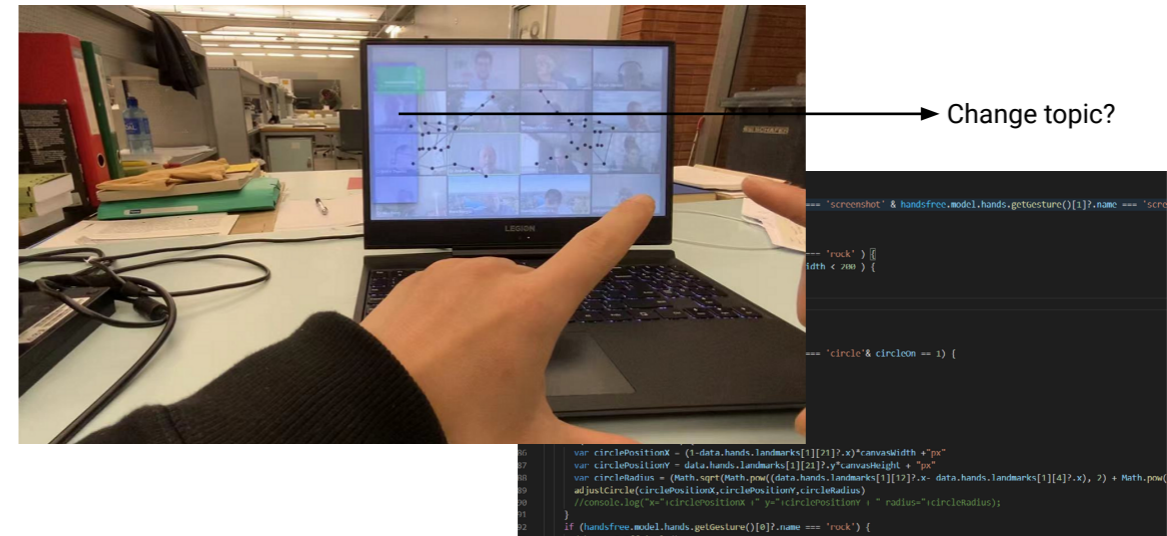 Change topic?
LEGION
=== 'screenshot' & handsfree.model.hands.getGesture()[1]?.name === 'scre
=== 'rock' ) {
idth < 200 ) {
=== 'circle'& circleOn == 1) {
86 var circlePositionX = (1-data.hands.landmarks[1][21]?.x)*canvasWidth +"px"
87 var circlePositionY = data.hands.landmarks[1][21]?.y*canvasHeight + "px"
88 var circleRadius = (Math.sqrt(Math.pow((data.hands.landmarks[1][12]?.x- data.hands.landmarks[1][4]?.x), 2) + Math.pow(
89 adjustCircle(circlePositionX,circlePositionY,circleRadius)
90 //console.log("x="+circlePositionX +" y="+circlePositionY + " radius="+circleRadius);
91 }
92 if (handsfree.model.hands.getGesture()[0]?.name === 'rock') {